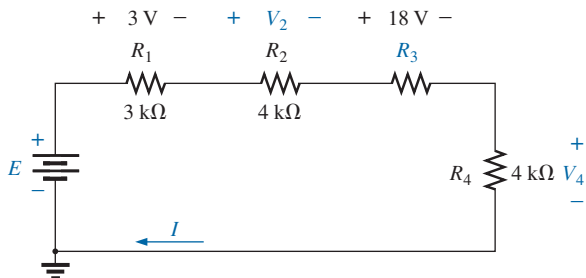 + 3 V − + V₂ − + 18 V −
R₁ R₂ R₃
3 kΩ 4 kΩ
+ +
E R₄ 4 kΩ V₄
− −
I